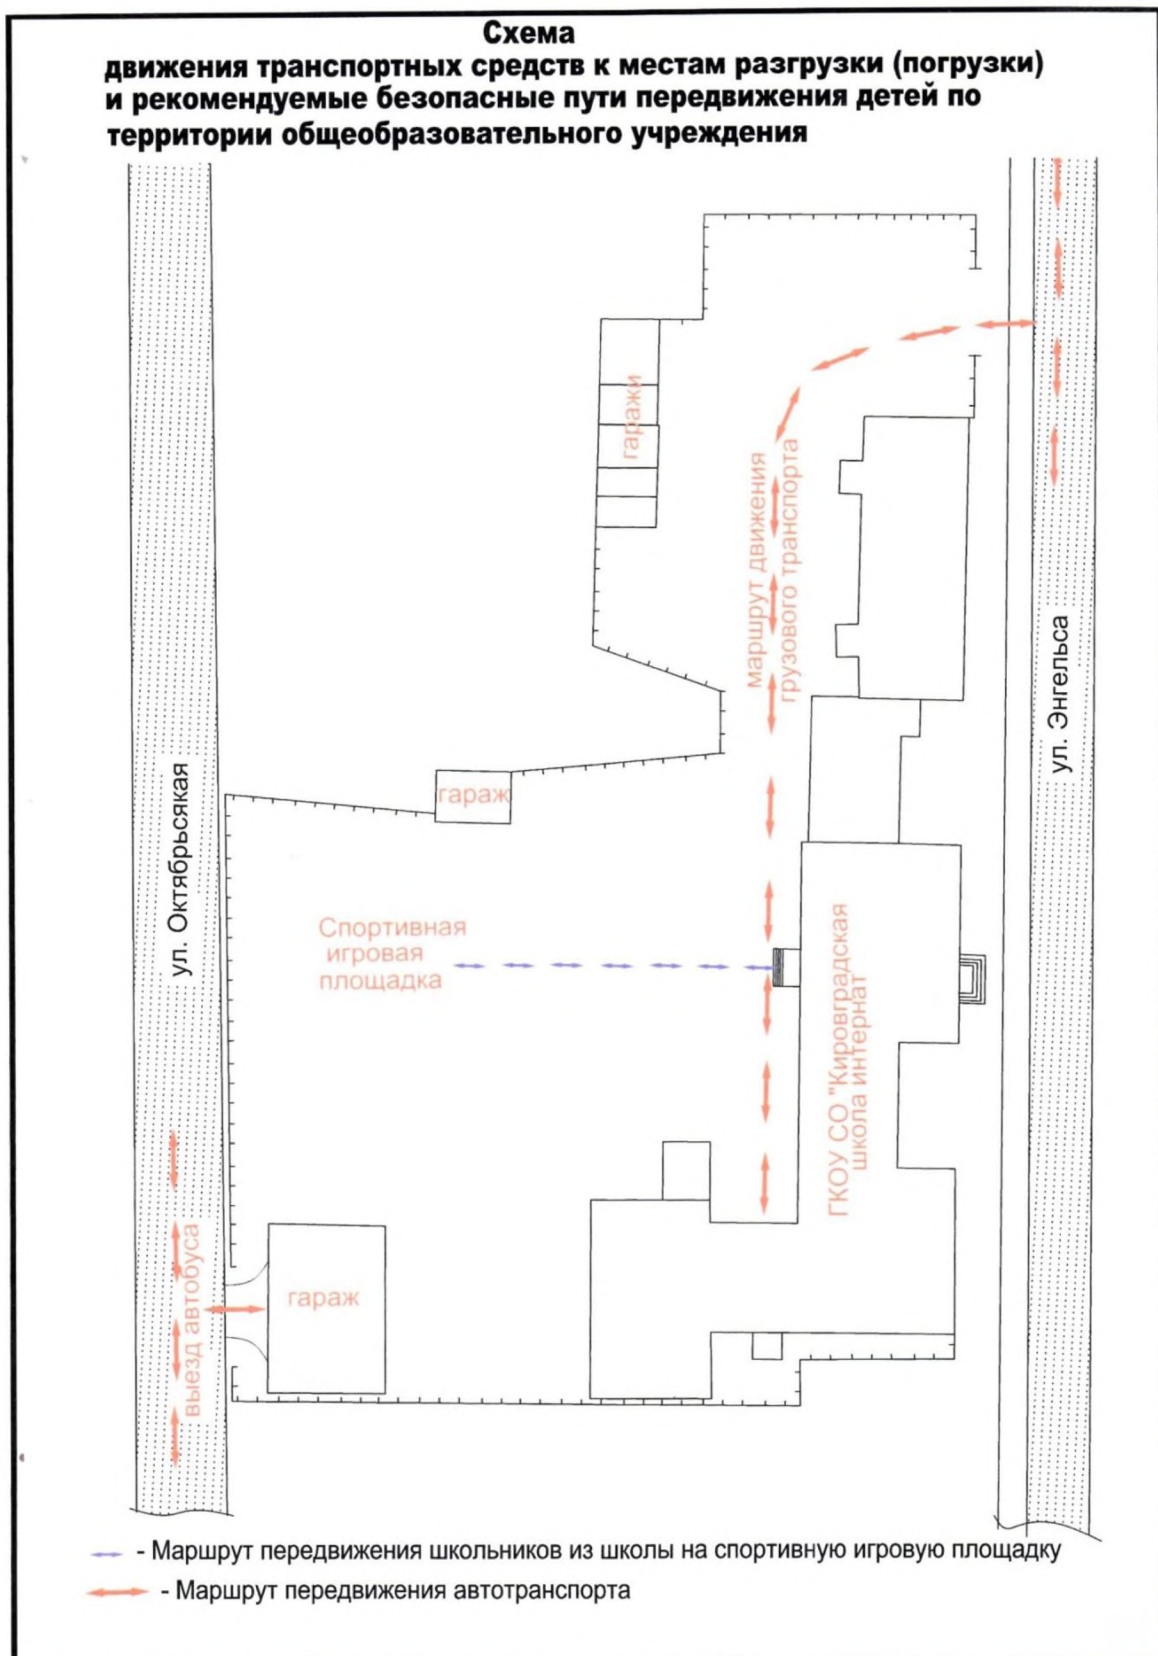 Схема
движения транспортных средств к местам разгрузки (погрузки)
и рекомендуемые безопасные пути передвижения детей по
территории общеобразовательного учреждения
гаражи
маршрут движения
грузового транспорта
ул. Энгельса
ул. Октябрьсякая
гараж
Спортивная
игровая
площадка
ГКОУ СО "Кировградская
школа интернат
выезд автобуса
гараж
- Маршрут передвижения школьников из школы на спортивную игровую площадку
- Маршрут передвижения автотранспорта